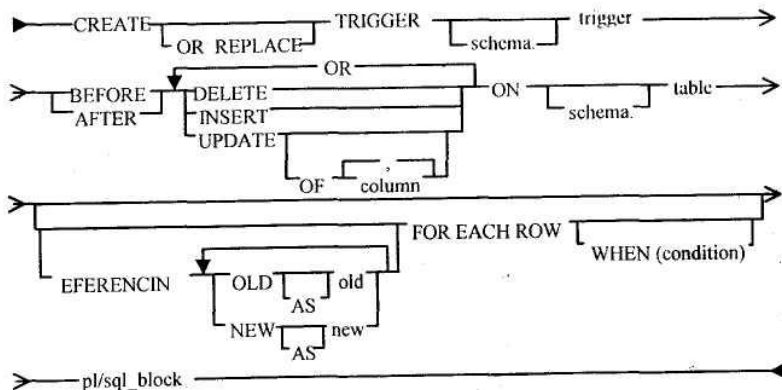 CREATE OR REPLACE TRIGGER schema. trigger
BEFORE AFTER OR DELETE INSERT UPDATE OF , column ON schema. table
EFERENCIN OLD AS old NEW AS new FOR EACH ROW WHEN (condition)
pl/sql_block